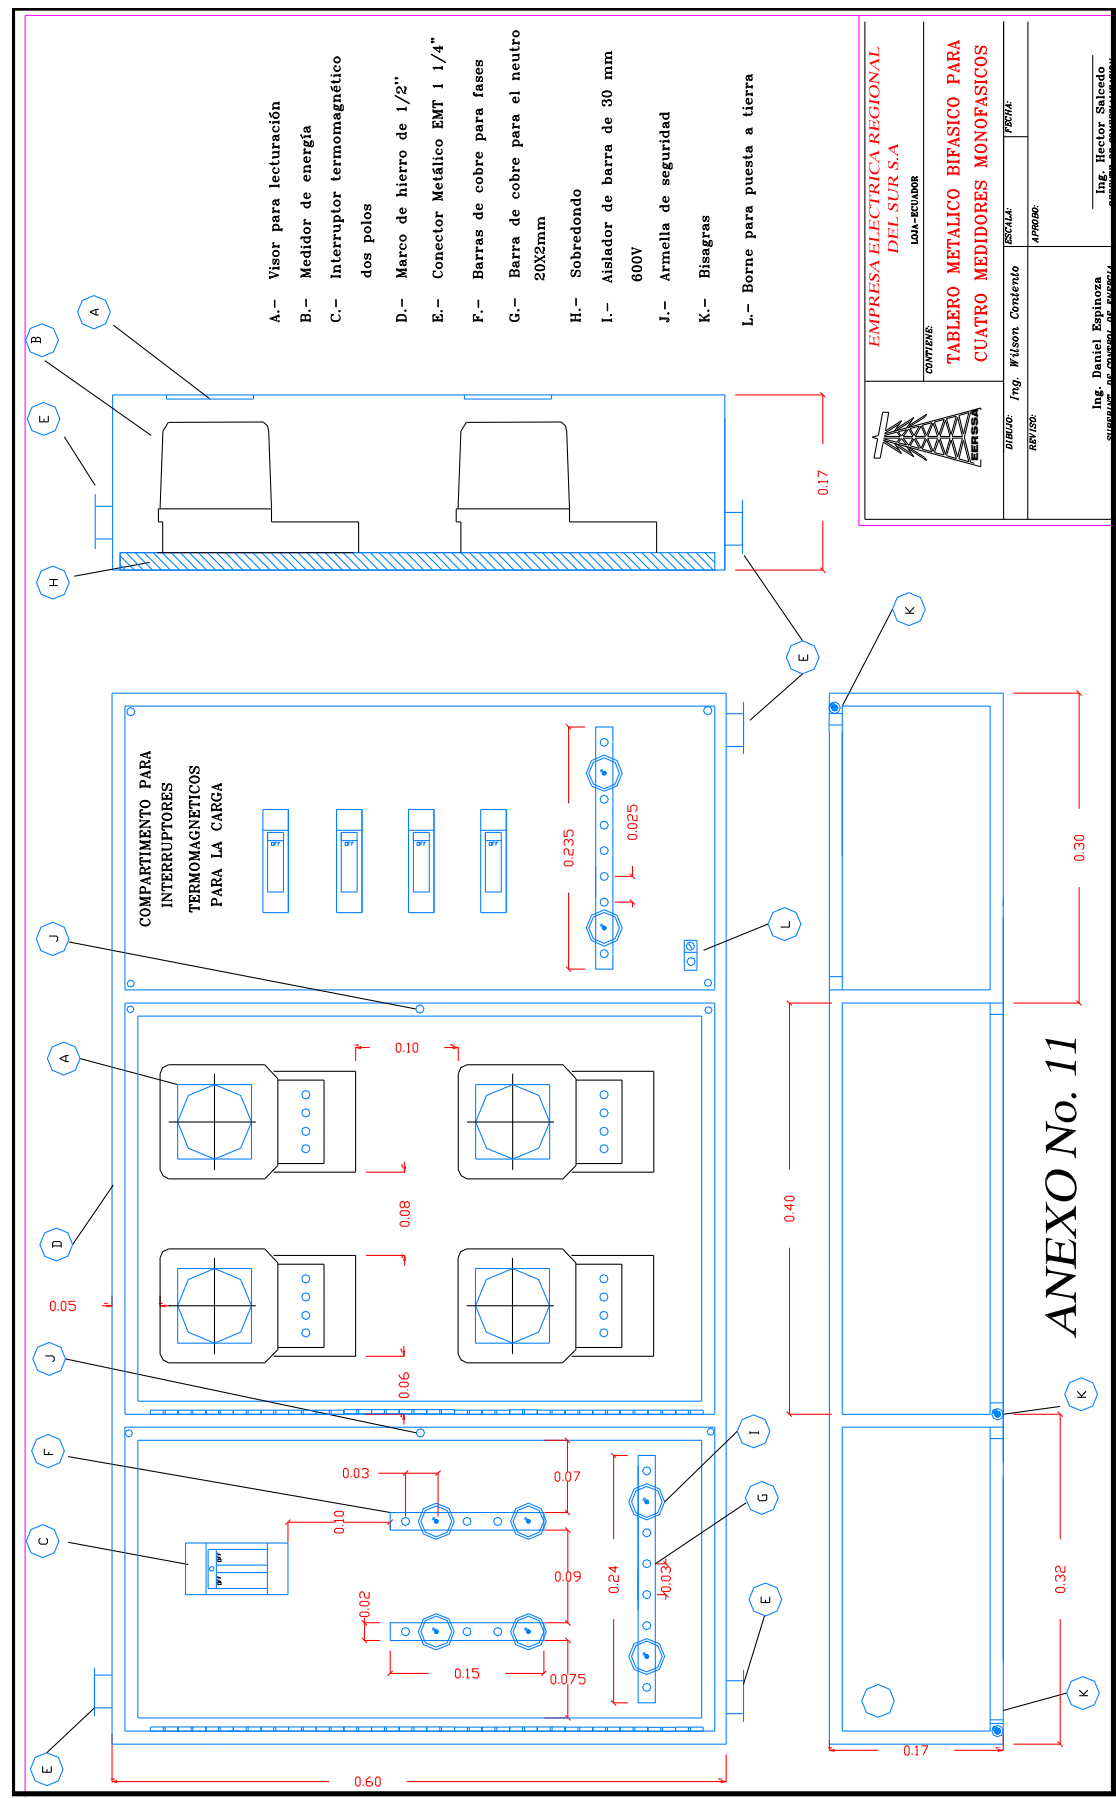 A.- Visor para lecturación
B.- Medidor de energía
C.- Interruptor termomagnético
dos polos
D.- Marco de hierro de 1/2"
E.- Conector Metálico EMT 1 1/4"
F.- Barras de cobre para fases
G.- Barra de cobre para el neutro
20X2mm
H.- Sobredondo
I.- Aislador de barra de 30 mm
600V
J.- Armella de seguridad
K.- Bisagras
L.- Borne para puesta a tierra
EMPRESA ELECTRICA REGIONAL
DEL SUR S.A
LOJA-ECUADOR
CONTIENE:
TABLERO METALICO BIFASICO PARA
CUATRO MEDIDORES MONOFASICOS
EERSSA
DIBUJO: Ing. Wilson Contento
ESCALA:
FECHA:
REVISO:
APROBO:
Ing. Daniel Espinoza
Ing. Hector Salcedo
A
B
E
H
E
0.17
COMPARTIMENTO PARA
INTERRUPTORES
TERMOMAGNETICOS
PARA LA CARGA
OFF
OFF
OFF
OFF
0.235
0.025
L
J
A
D
J
F
C
E
0.10
0.08
0.05
0.06
0.03
0.10
0.02
0.15
0.07
0.09
0.075
0.24
0.03
I
G
E
OFF
OFF
0.60
K
0.30
0.40
K
0.32
K
0.17
ANEXO No. 11